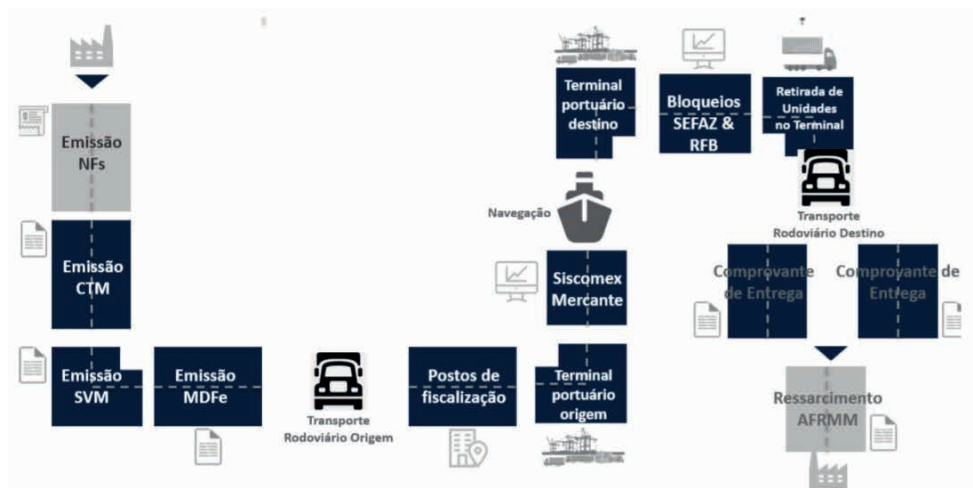 Emissão
NFs
Emissão
CTM
Emissão
SVM
Emissão
MDFe
Transporte
Rodoviário Origem
Postos de
fiscalização
Terminal
portuário
origem
Siscomex
Mercante
Navegação
Terminal
portuário
destino
Bloqueios
SEFAZ &
RFB
Retirada de
Unidades
no Terminal
Transporte
Rodoviário Destino
Comprovante
de Entrega
Comprovante de
Entrega
Ressarcimento
AFRMM